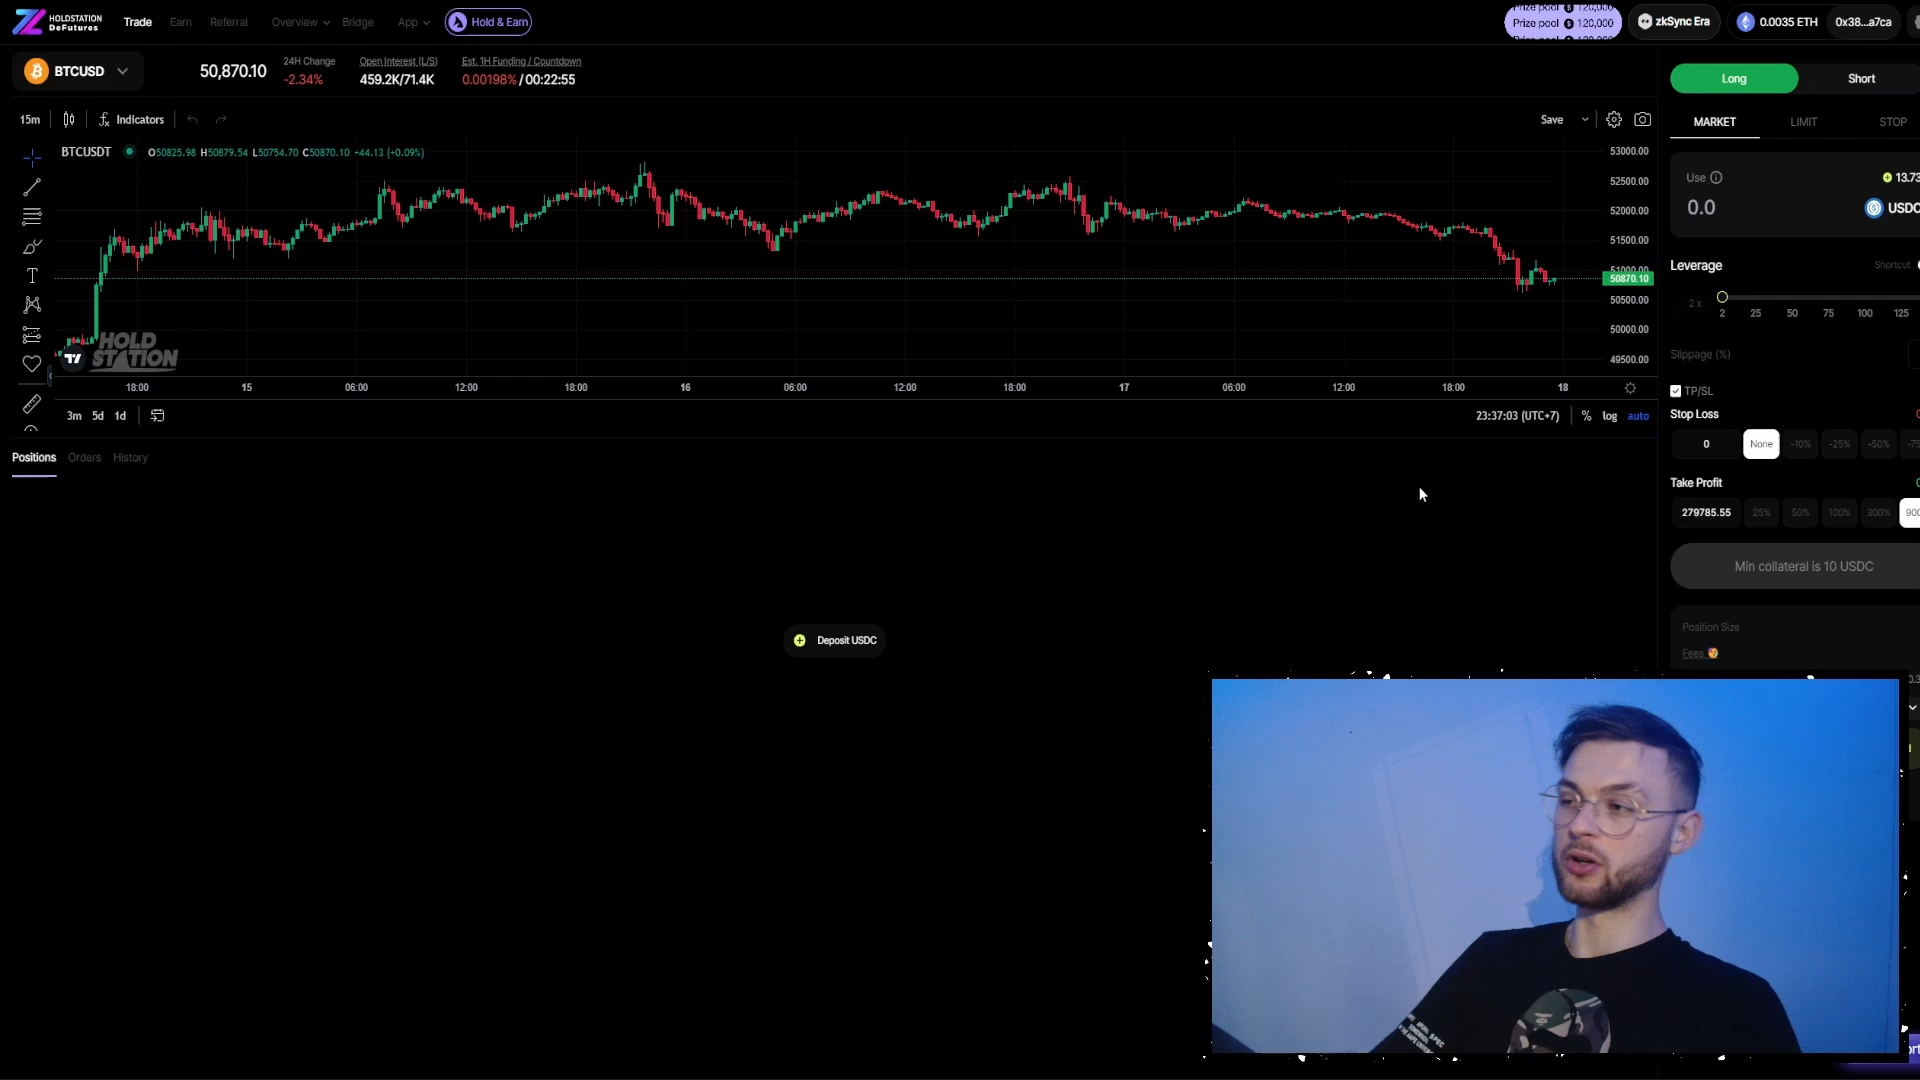 HOLDSTATION
DeFutures
Trade
Earn
Referral
Overview
Bridge
App
Hold & Earn
Prize pool 120,000
zkSync Era
0.0035 ETH
0x38...a7ca
BTCUSD
50,870.10
24H Change
-2.34%
Open Interest (L/S)
459.2K/71.4K
Est. 1H Funding / Countdown
0.00198% / 00:22:55
Long
Short
15m
Indicators
Save
MARKET
LIMIT
STOP
BTCUSDT
O50825.98 H50879.54 L50754.70 C50870.10 +44.13 (+0.09%)
53000.00
52500.00
52000.00
51500.00
51000.00
50870.10
50500.00
50000.00
49500.00
HOLD
STATION
18:00
15
06:00
12:00
18:00
16
06:00
12:00
18:00
17
06:00
12:00
18:00
18
3m
5d
1d
23:37:03 (UTC+7)
%
log
auto
Use
13.73
0.0
USDC
Leverage
Shortcut
2 x
2
25
50
75
100
125
Slippage (%)
TP/SL
Stop Loss
0
None
-10%
-25%
-50%
Take Profit
279785.55
25%
50%
100%
300%
Min collateral is 10 USDC
Position Size
Fees
Positions
Orders
History
Deposit USDC